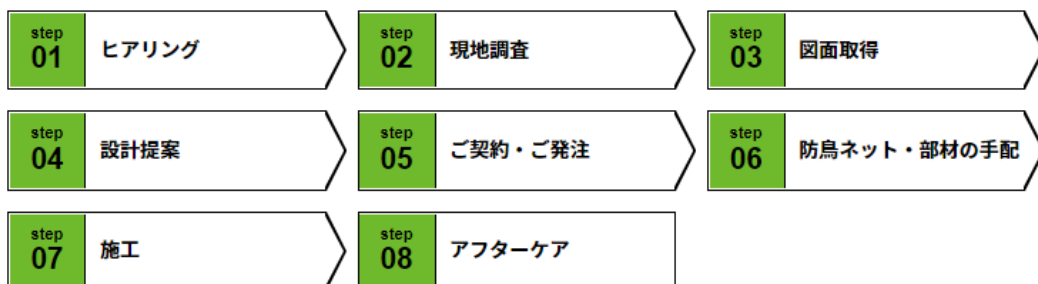 step
01
ヒアリング
step
02
現地調査
step
03
図面取得
step
04
設計提案
step
05
ご契約・ご発注
step
06
防鳥ネット・部材の手配
step
07
施工
step
08
アフターケア